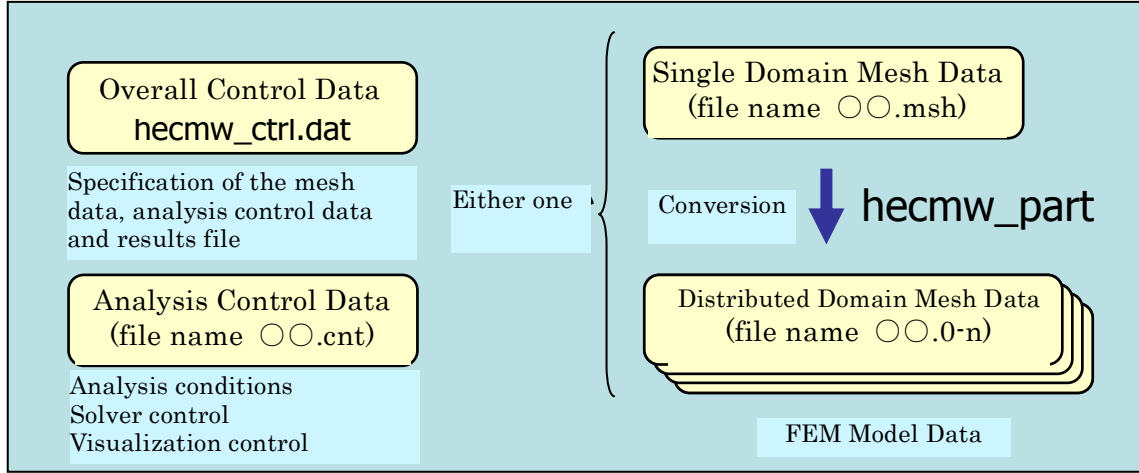 Overall Control Data
hecmw_ctrl.dat
Specification of the mesh
data, analysis control data
and results file
Analysis Control Data
(file name ○○.cnt)
Analysis conditions
Solver control
Visualization control
Either one
Single Domain Mesh Data
(file name ○○.msh)
Conversion
hecmw_part
Distributed Domain Mesh Data
(file name ○○.0-n)
FEM Model Data